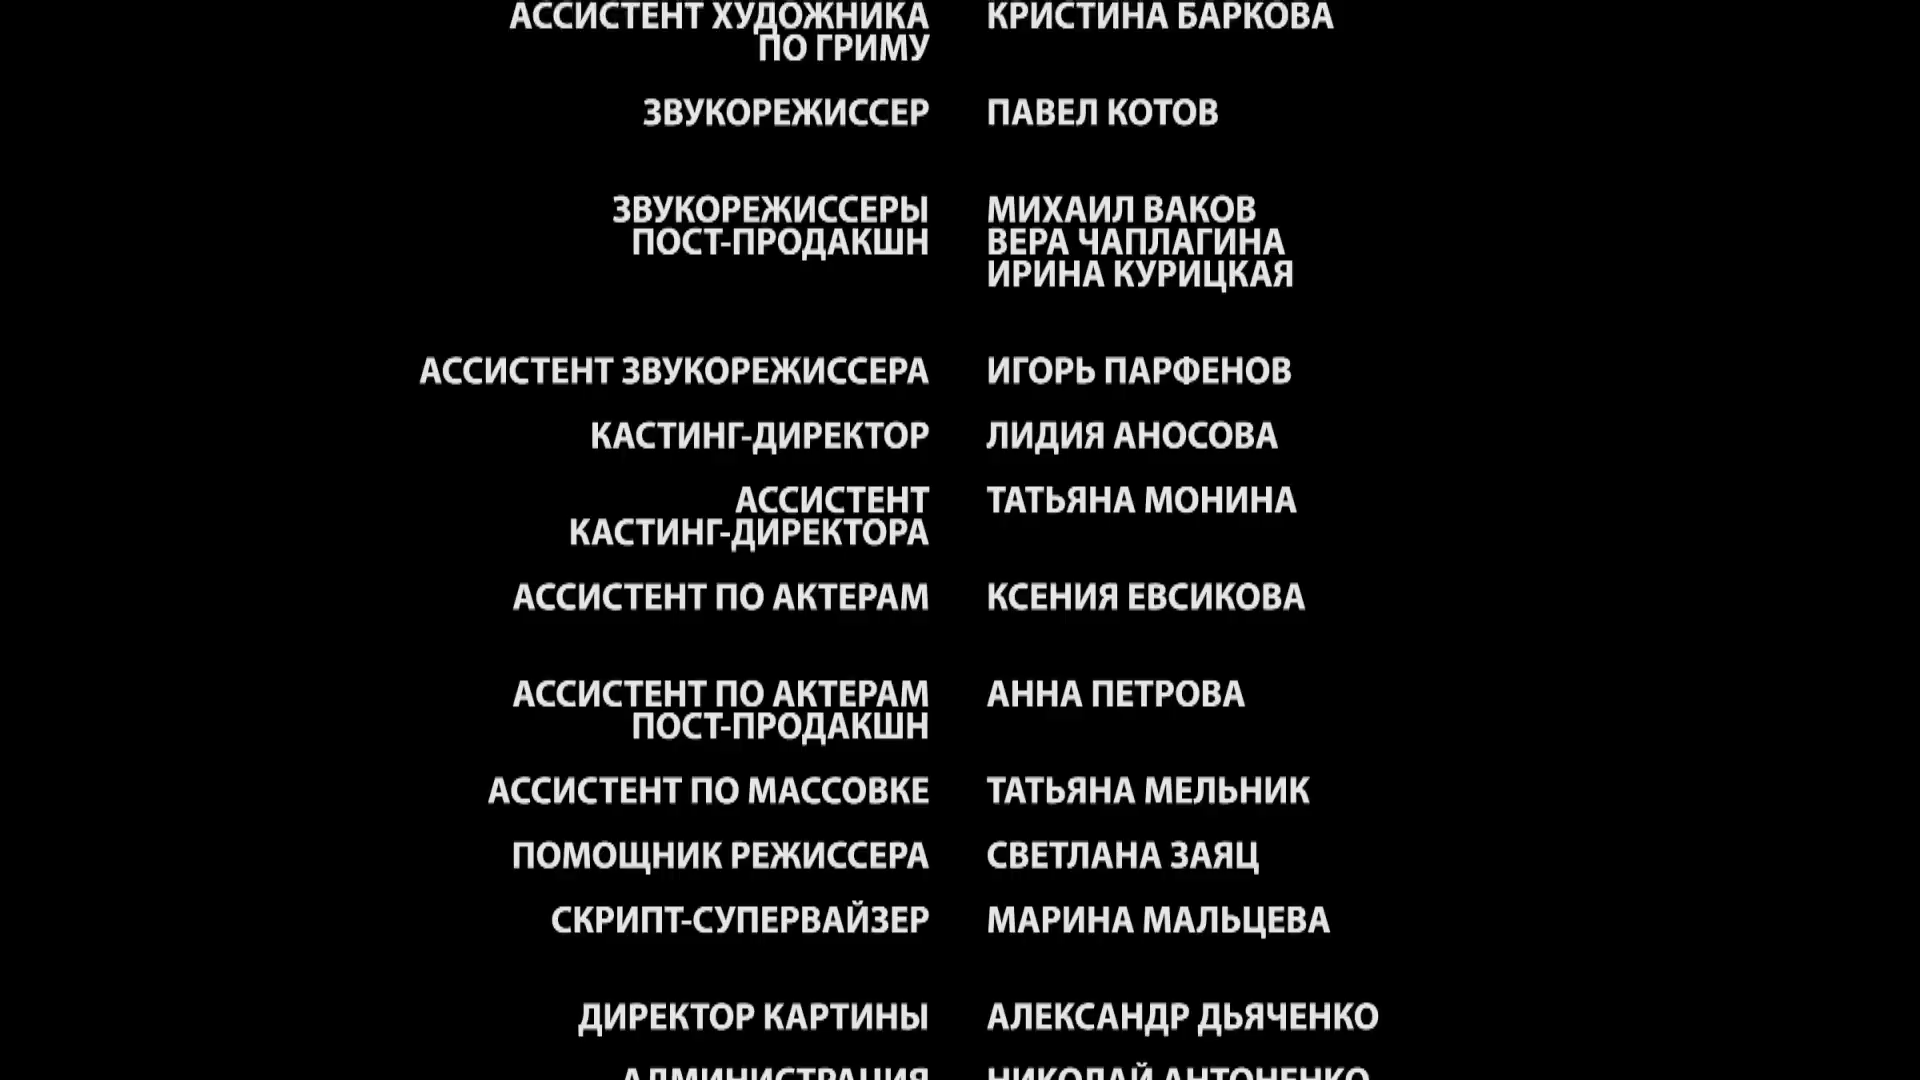 АССИСТЕНТ ХУДОЖНИКА КРИСТИНА БАРКОВА
ПО ГРИМУ
ЗВУКОРЕЖИССЕР ПАВЕЛ КОТОВ
ЗВУКОРЕЖИССЕРЫ МИХАИЛ ВАКОВ
ПОСТ-ПРОДАКШН ВЕРА ЧАПЛАГИНА
ИРИНА КУРИЦКАЯ
АССИСТЕНТ ЗВУКОРЕЖИССЕРА ИГОРЬ ПАРФЕНОВ
КАСТИНГ-ДИРЕКТОР ЛИДИЯ АНОСОВА
АССИСТЕНТ ТАТЬЯНА МОНИНА
КАСТИНГ-ДИРЕКТОРА
АССИСТЕНТ ПО АКТЕРАМ КСЕНИЯ ЕВСИКОВА
АССИСТЕНТ ПО АКТЕРАМ АННА ПЕТРОВА
ПОСТ-ПРОДАКШН
АССИСТЕНТ ПО МАССОВКЕ ТАТЬЯНА МЕЛЬНИК
ПОМОЩНИК РЕЖИССЕРА СВЕТЛАНА ЗАЯЦ
СКРИПТ-СУПЕРВАЙЗЕР МАРИНА МАЛЬЦЕВА
ДИРЕКТОР КАРТИНЫ АЛЕКСАНДР ДЬЯЧЕНКО
АДМИНИСТРАЦИЯ НИКОЛАЙ АНТОНЕНКО